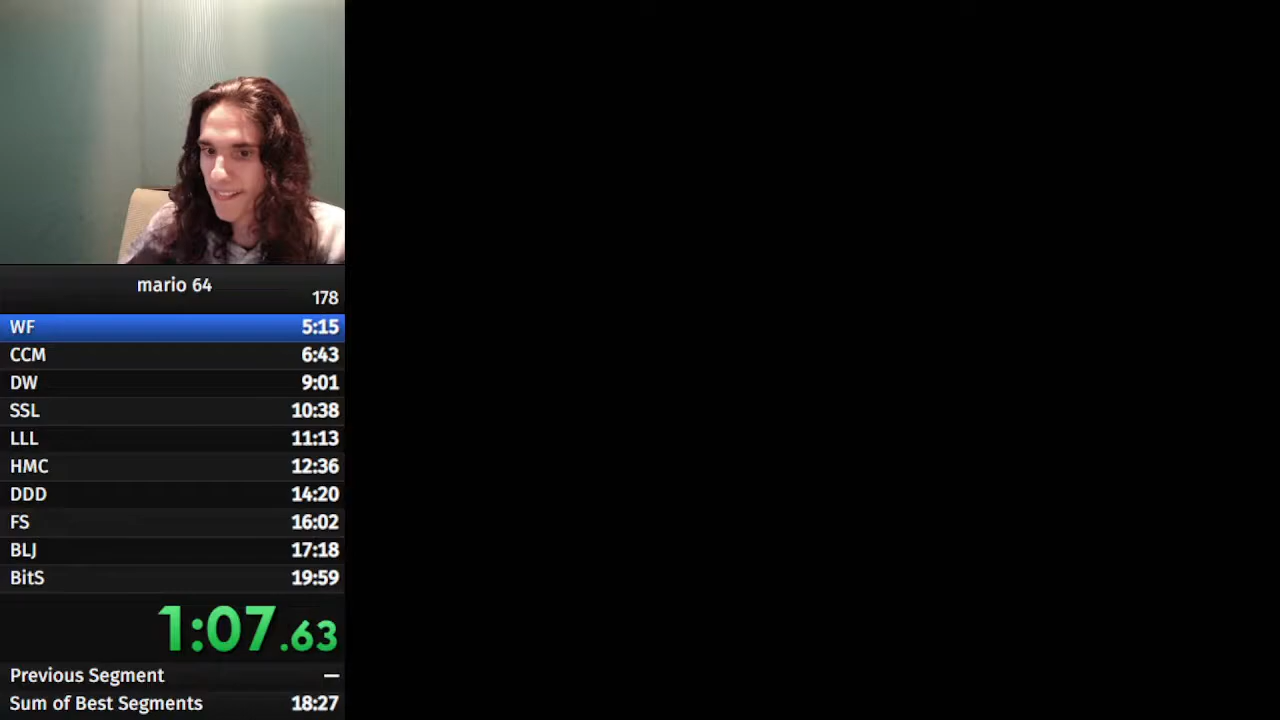 mario 64
178
WF 5:15
CCM 6:43
DW 9:01
SSL 10:38
LLL 11:13
HMC 12:36
DDD 14:20
FS 16:02
BLJ 17:18
BitS 19:59
1:07.63
Previous Segment —
Sum of Best Segments 18:27